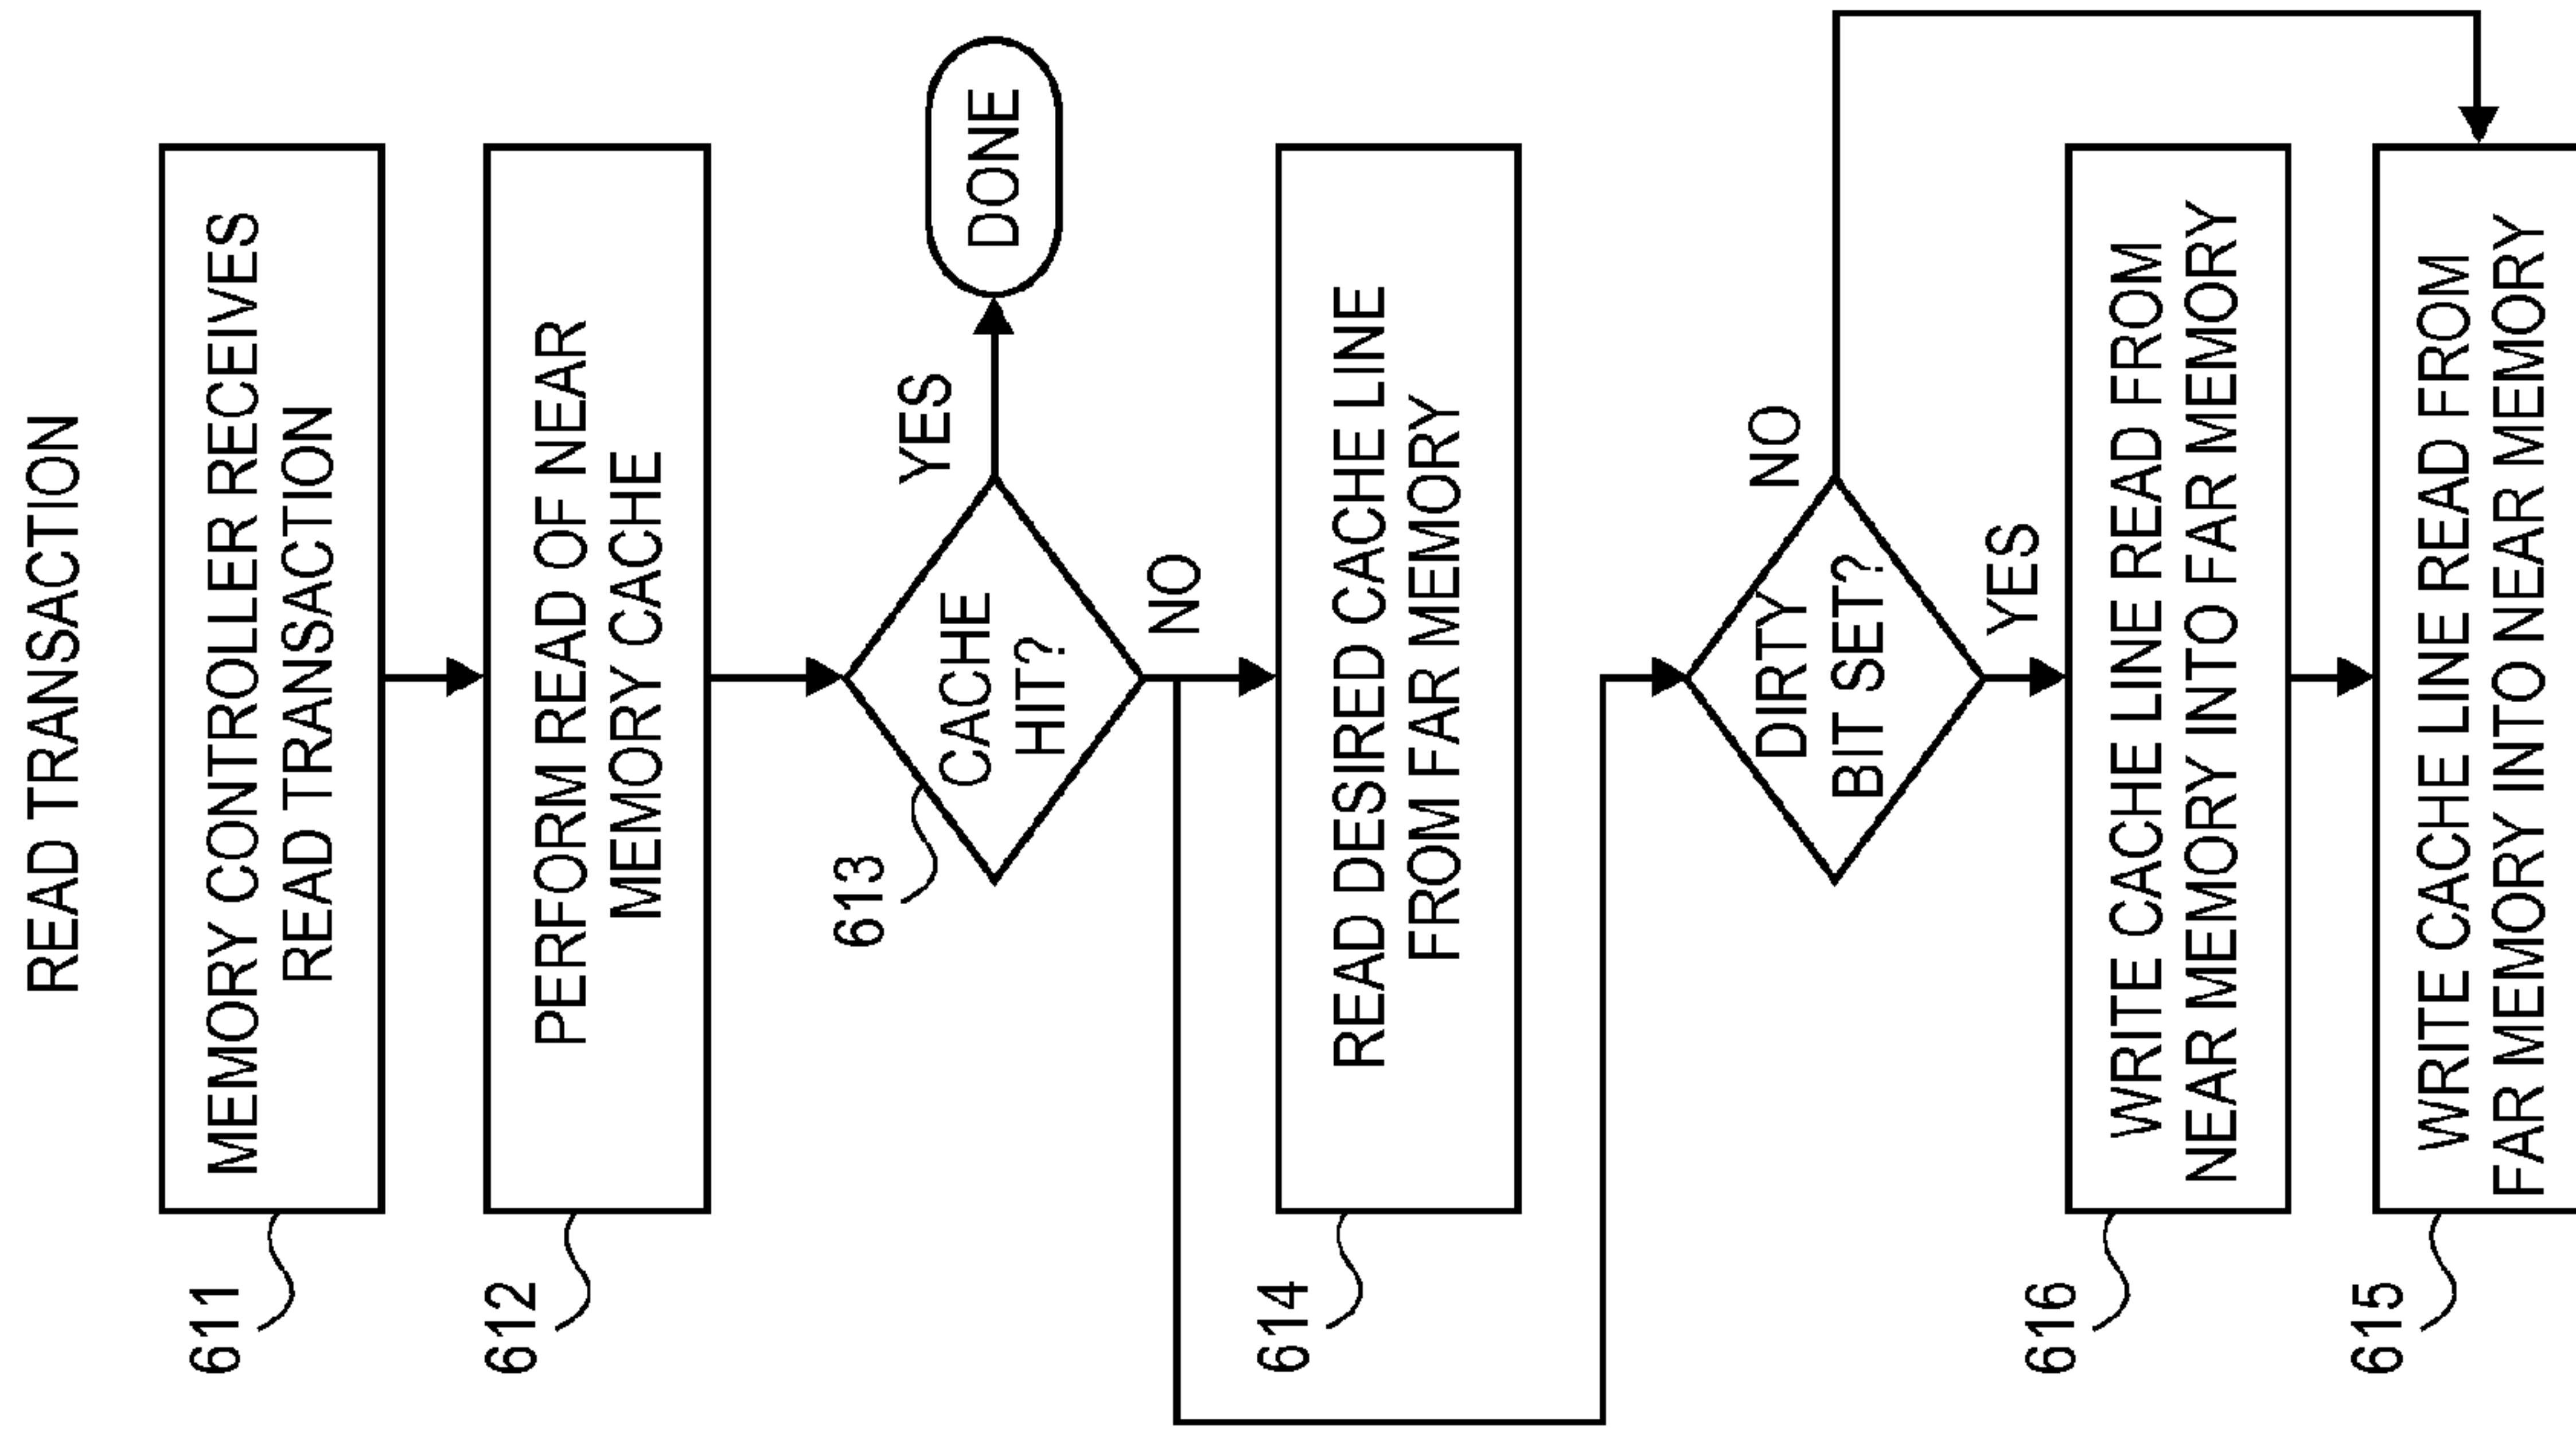 READ TRANSACTION
MEMORY CONTROLLER RECEIVES
READ TRANSACTION
611
PERFORM READ OF NEAR
MEMORY CACHE
612
CACHE
HIT?
613
YES
DONE
NO
READ DESIRED CACHE LINE
FROM FAR MEMORY
614
DIRTY
BIT SET?
NO
YES
WRITE CACHE LINE READ FROM
NEAR MEMORY INTO FAR MEMORY
616
WRITE CACHE LINE READ FROM
FAR MEMORY INTO NEAR MEMORY
615